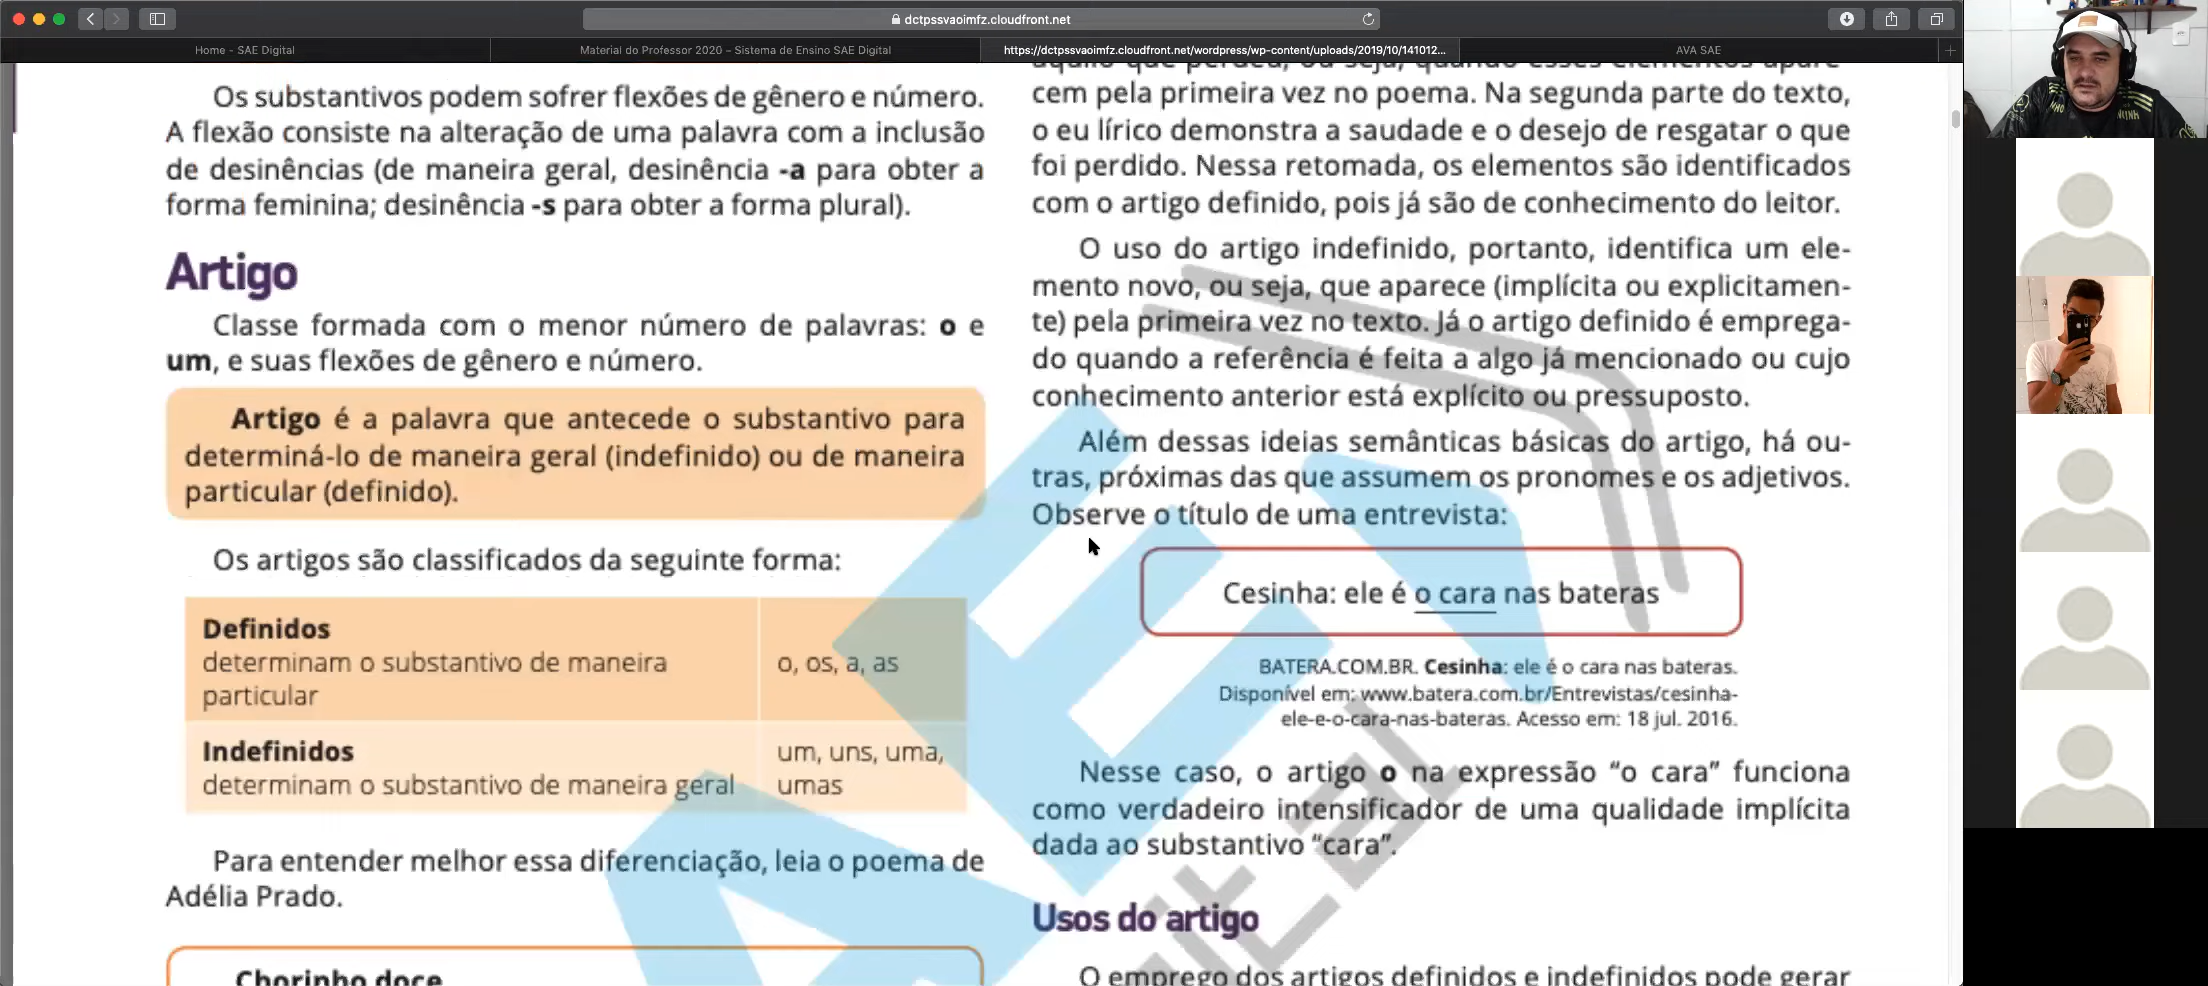 dctpssvaoimfz.cloudfront.net
Home - SAE Digital
Material do Professor 2020 – Sistema de Ensino SAE Digital
https://dctpssvaoimfz.cloudfront.net/wordpress/wp-content/uploads/2019/10/141012...
AVA SAE
Os substantivos podem sofrer flexões de gênero e número.
A flexão consiste na alteração de uma palavra com a inclusão
de desinências (de maneira geral, desinência -a para obter a
forma feminina; desinência -s para obter a forma plural).
Artigo
Classe formada com o menor número de palavras: o e
um, e suas flexões de gênero e número.
Artigo é a palavra que antecede o substantivo para
determiná-lo de maneira geral (indefinido) ou de maneira
particular (definido).
Os artigos são classificados da seguinte forma:
Definidos
determinam o substantivo de maneira
particular
o, os, a, as
Indefinidos
determinam o substantivo de maneira geral
um, uns, uma,
umas
Para entender melhor essa diferenciação, leia o poema de
Adélia Prado.
Chorinho doce
aquilo que perdeu, ou seja, quando esses elementos apare-
cem pela primeira vez no poema. Na segunda parte do texto,
o eu lírico demonstra a saudade e o desejo de resgatar o que
foi perdido. Nessa retomada, os elementos são identificados
com o artigo definido, pois já são de conhecimento do leitor.
O uso do artigo indefinido, portanto, identifica um ele-
mento novo, ou seja, que aparece (implícita ou explicitamen-
te) pela primeira vez no texto. Já o artigo definido é emprega-
do quando a referência é feita a algo já mencionado ou cujo
conhecimento anterior está explícito ou pressuposto.
Além dessas ideias semânticas básicas do artigo, há ou-
tras, próximas das que assumem os pronomes e os adjetivos.
Observe o título de uma entrevista:
Cesinha: ele é o cara nas bateras
BATERA.COM.BR. Cesinha: ele é o cara nas bateras.
Disponível em: www.batera.com.br/Entrevistas/cesinha-
ele-e-o-cara-nas-bateras. Acesso em: 18 jul. 2016.
Nesse caso, o artigo o na expressão “o cara” funciona
como verdadeiro intensificador de uma qualidade implícita
dada ao substantivo “cara”.
Usos do artigo
O emprego dos artigos definidos e indefinidos pode gerar